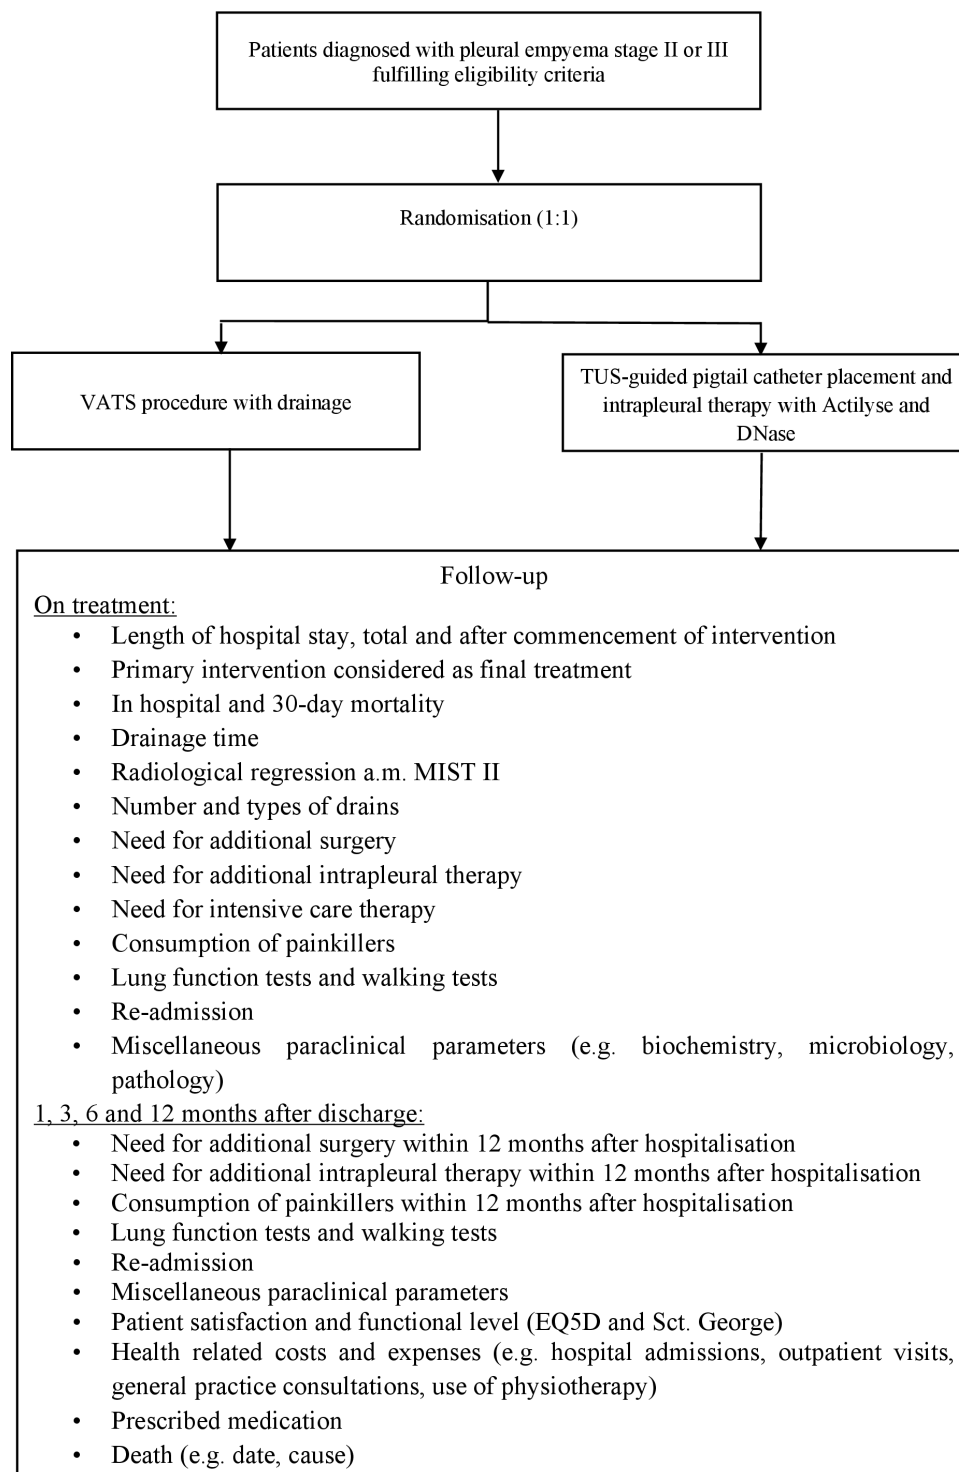 Patients diagnosed with pleural empyema stage II or III
fulfilling eligibility criteria
Randomisation (1:1)
VATS procedure with drainage
TUS-guided pigtail catheter placement and
intrapleural therapy with Actilyse and
DNase
Follow-up
On treatment:
• Length of hospital stay, total and after commencement of intervention
• Primary intervention considered as final treatment
• In hospital and 30-day mortality
• Drainage time
• Radiological regression a.m. MIST II
• Number and types of drains
• Need for additional surgery
• Need for additional intrapleural therapy
• Need for intensive care therapy
• Consumption of painkillers
• Lung function tests and walking tests
• Re-admission
• Miscellaneous paraclinical parameters (e.g. biochemistry, microbiology,
pathology)
1, 3, 6 and 12 months after discharge:
• Need for additional surgery within 12 months after hospitalisation
• Need for additional intrapleural therapy within 12 months after hospitalisation
• Consumption of painkillers within 12 months after hospitalisation
• Lung function tests and walking tests
• Re-admission
• Miscellaneous paraclinical parameters
• Patient satisfaction and functional level (EQ5D and Sct. George)
• Health related costs and expenses (e.g. hospital admissions, outpatient visits,
general practice consultations, use of physiotherapy)
• Prescribed medication
• Death (e.g. date, cause)